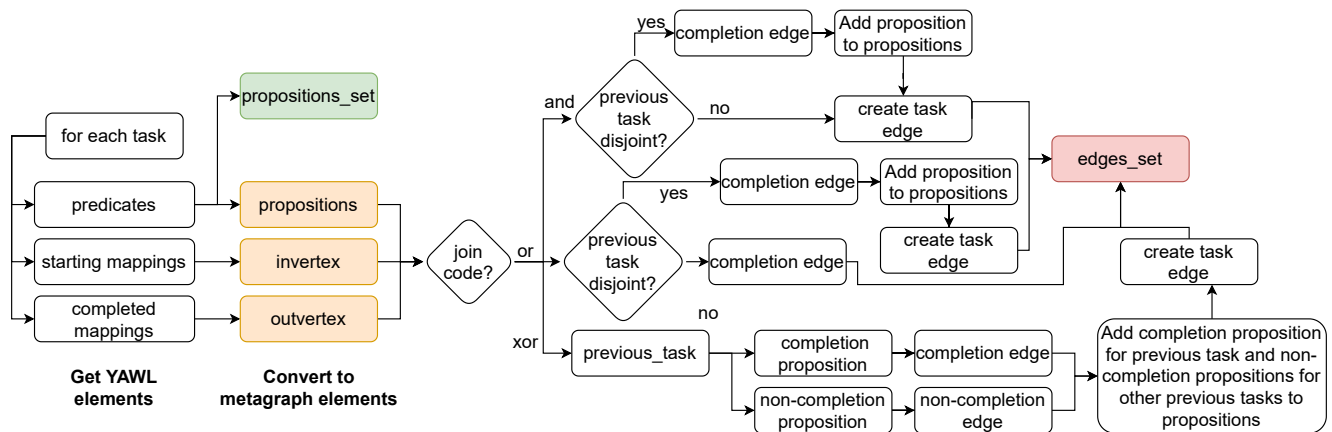 for each task
predicates
starting mappings
completed
mappings
Get YAWL
elements
propositions_set
propositions
invertex
outvertex
Convert to
metagraph elements
join
code?
and
or
xor
previous
task
disjoint?
yes
completion edge
Add proposition
to propositions
no
create task
edge
previous
task
disjoint?
yes
completion edge
Add proposition
to propositions
create task
edge
completion edge
no
previous_task
completion
proposition
completion edge
non-completion
proposition
non-completion
edge
Add completion proposition
for previous task and non-
completion propositions for
other previous tasks to
propositions
create task
edge
edges_set